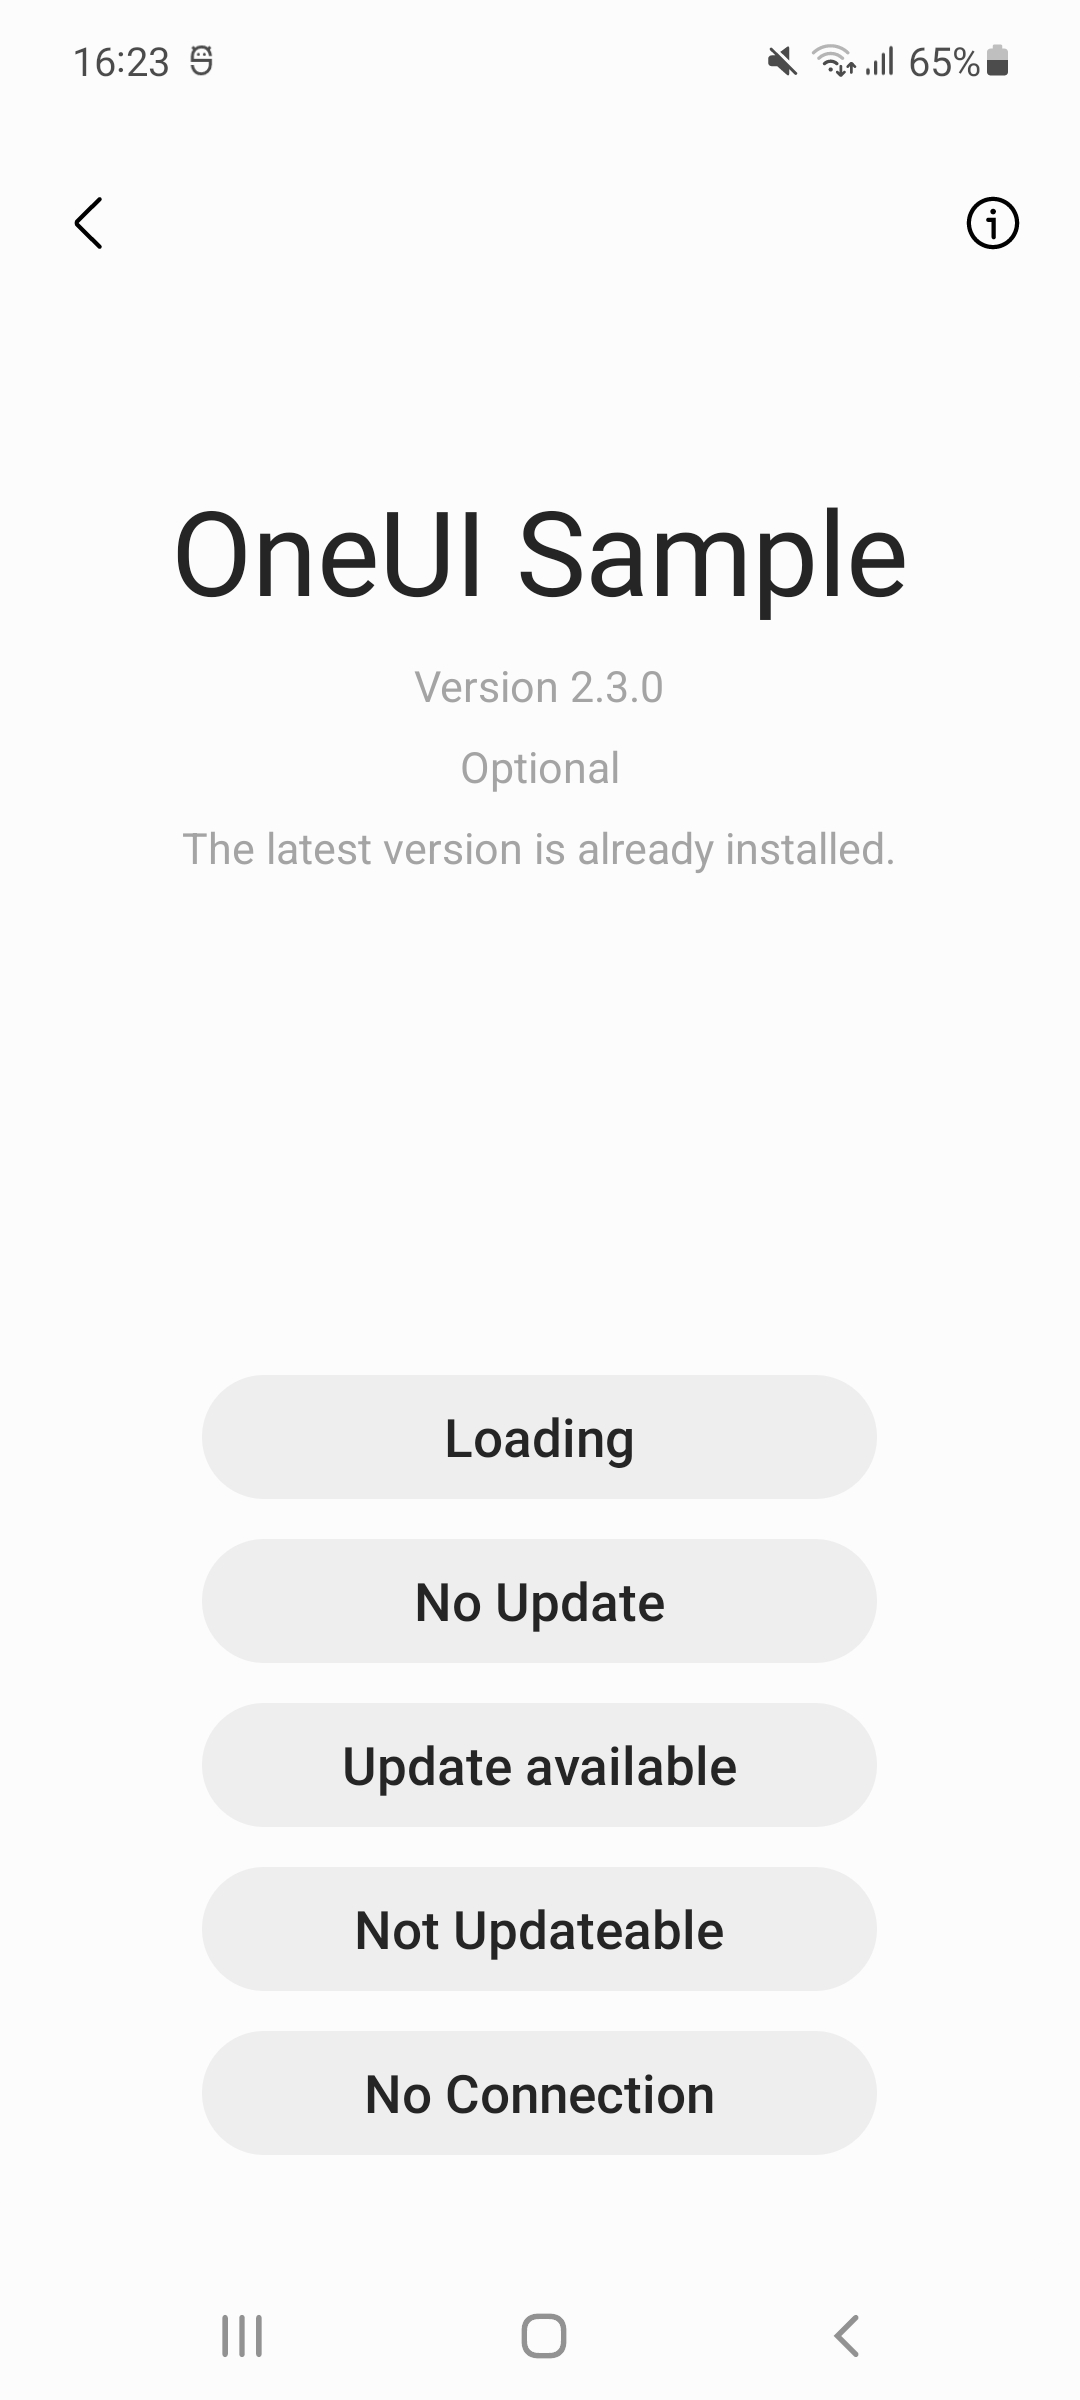 16:23 65%
OneUI Sample
Version 2.3.0
Optional
The latest version is already installed.
Loading
No Update
Update available
Not Updateable
No Connection